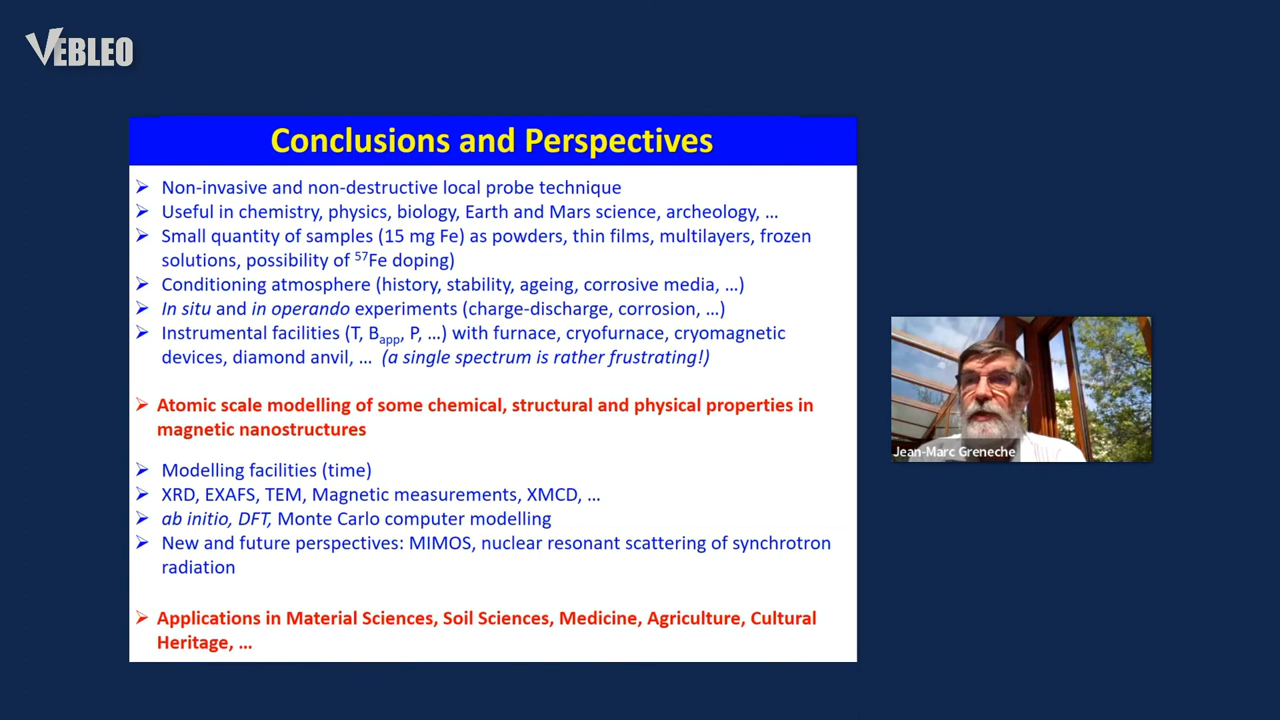 VEBLEO
Conclusions and Perspectives
➢ Non-invasive and non-destructive local probe technique
➢ Useful in chemistry, physics, biology, Earth and Mars science, archeology, …
➢ Small quantity of samples (15 mg Fe) as powders, thin films, multilayers, frozen
solutions, possibility of ⁵⁷Fe doping)
➢ Conditioning atmosphere (history, stability, ageing, corrosive media, …)
➢ In situ and in operando experiments (charge-discharge, corrosion, …)
➢ Instrumental facilities (T, Bapp, P, …) with furnace, cryofurnace, cryomagnetic
devices, diamond anvil, … (a single spectrum is rather frustrating!)
➢ Atomic scale modelling of some chemical, structural and physical properties in
magnetic nanostructures
➢ Modelling facilities (time)
➢ XRD, EXAFS, TEM, Magnetic measurements, XMCD, …
➢ ab initio, DFT, Monte Carlo computer modelling
➢ New and future perspectives: MIMOS, nuclear resonant scattering of synchrotron
radiation
➢ Applications in Material Sciences, Soil Sciences, Medicine, Agriculture, Cultural
Heritage, …
Jean-Marc Greneche